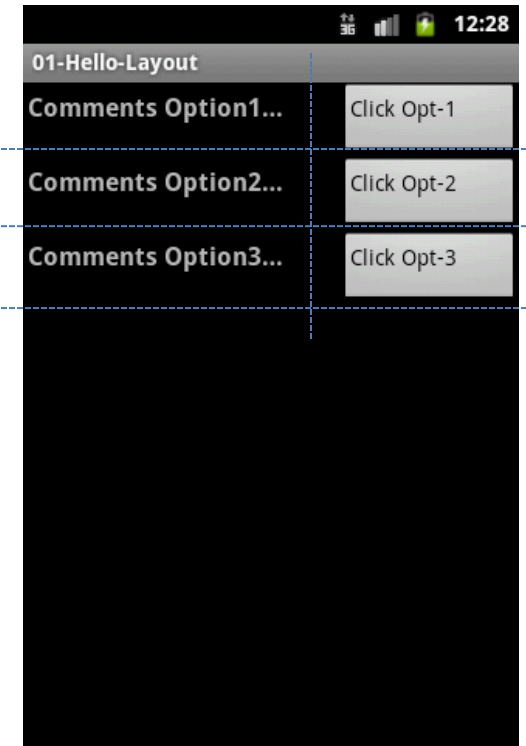 3G 12:28
01-Hello-Layout
Comments Option1... Click Opt-1
Comments Option2... Click Opt-2
Comments Option3... Click Opt-3